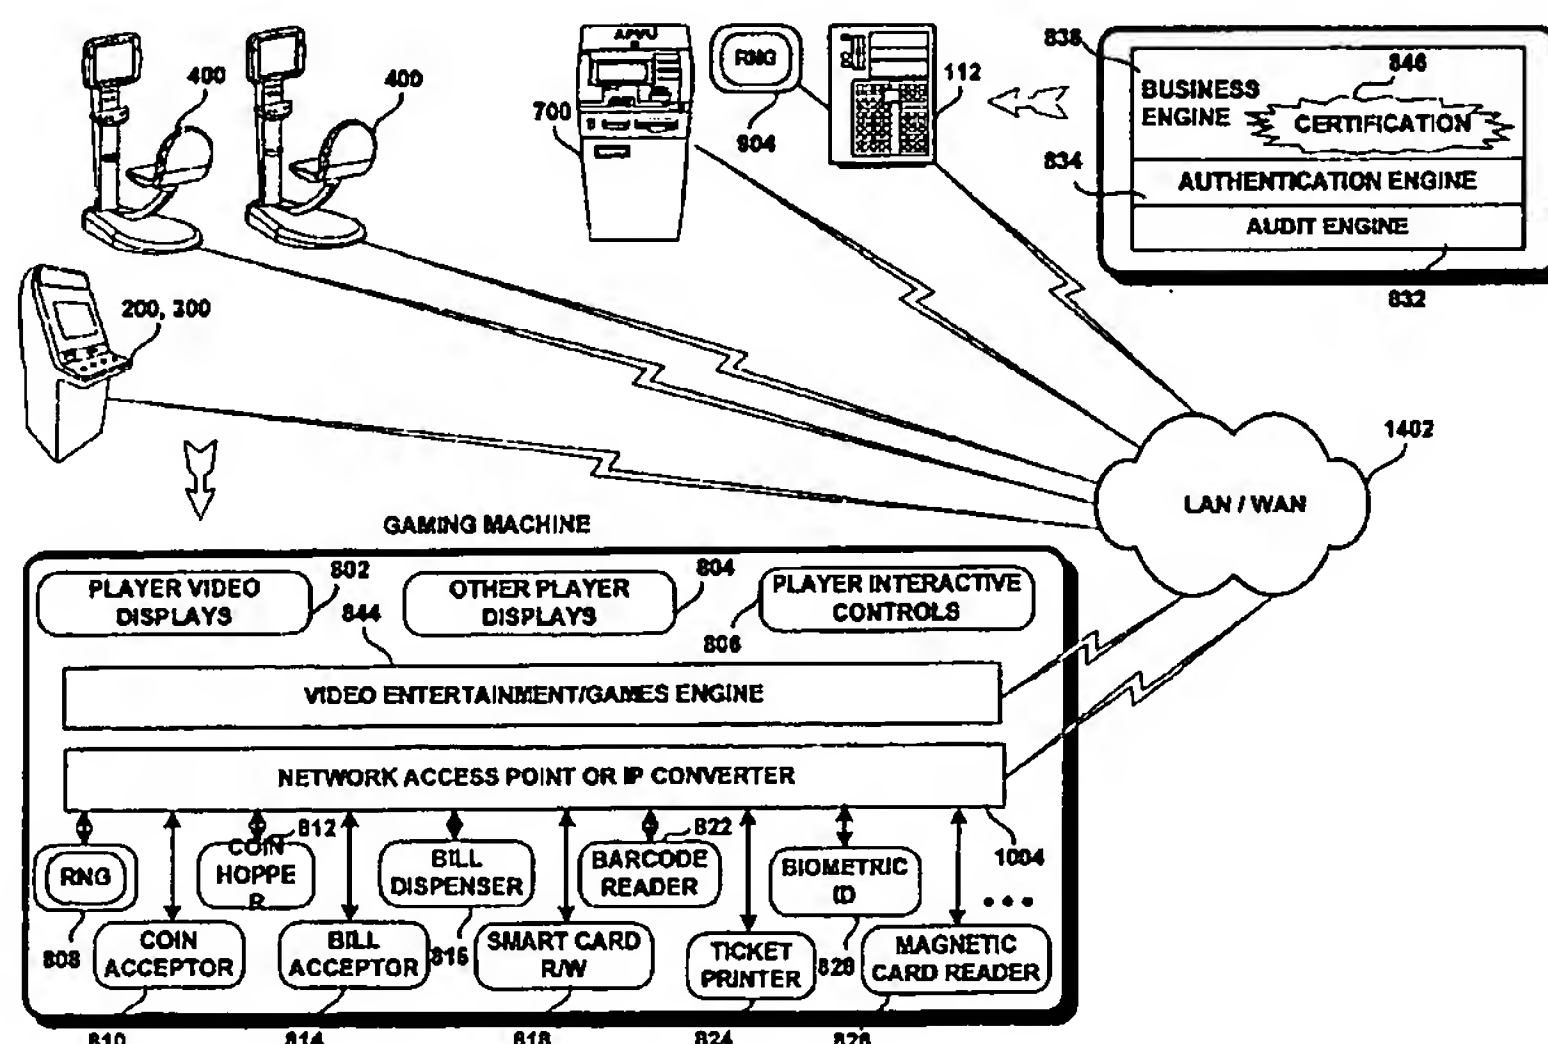 400
400
700
RNG
904
112
838
BUSINESS
ENGINE
846
CERTIFICATION
834
AUTHENTICATION ENGINE
AUDIT ENGINE
832
200, 300
1402
LAN / WAN
GAMING MACHINE
PLAYER VIDEO
DISPLAYS
802
844
OTHER PLAYER
DISPLAYS
804
PLAYER INTERACTIVE
CONTROLS
806
VIDEO ENTERTAINMENT/GAMES ENGINE
NETWORK ACCESS POINT OR IP CONVERTER
812
822
1004
RNG
COIN
HOPPE
R
BILL
DISPENSER
BARCODE
READER
BIOMETRIC
ID
• • •
808
COIN
ACCEPTOR
BILL
ACCEPTOR
816
SMART CARD
R/W
TICKET
PRINTER
828
MAGNETIC
CARD READER
810
814
818
824
826